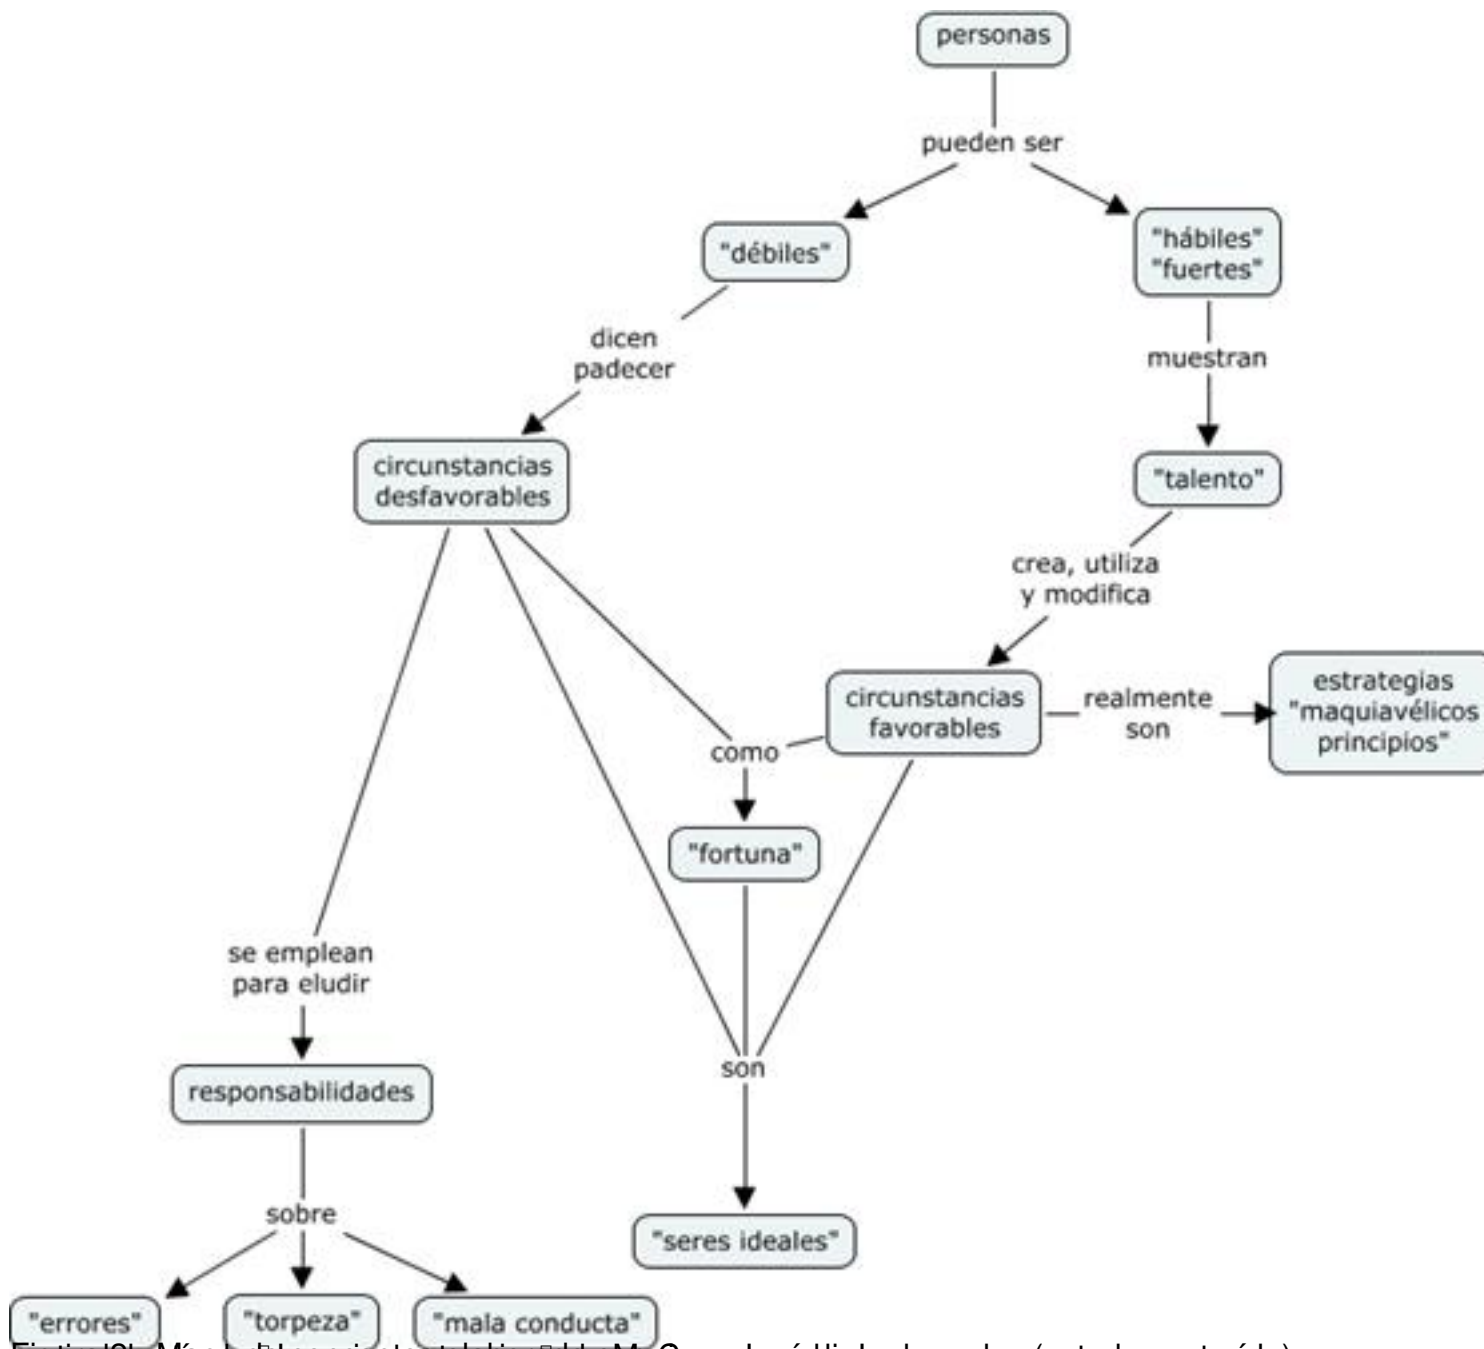 personas
pueden ser
"débiles"
"hábiles"
"fuertes"
dicen
padecer
muestran
circunstancias
desfavorables
"talento"
crea, utiliza
y modifica
circunstancias
favorables
realmente
son
estrategias
"maquiavélicos
principios"
como
"fortuna"
se emplean
para eludir
responsabilidades
son
sobre
"seres ideales"
"errores"
"torpeza"
"mala conducta"